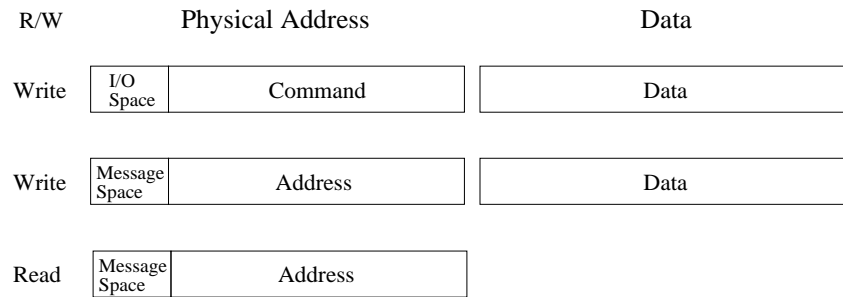 R/W Physical Address Data
Write I/O Space Command Data
Write Message Space Address Data
Read Message Space Address